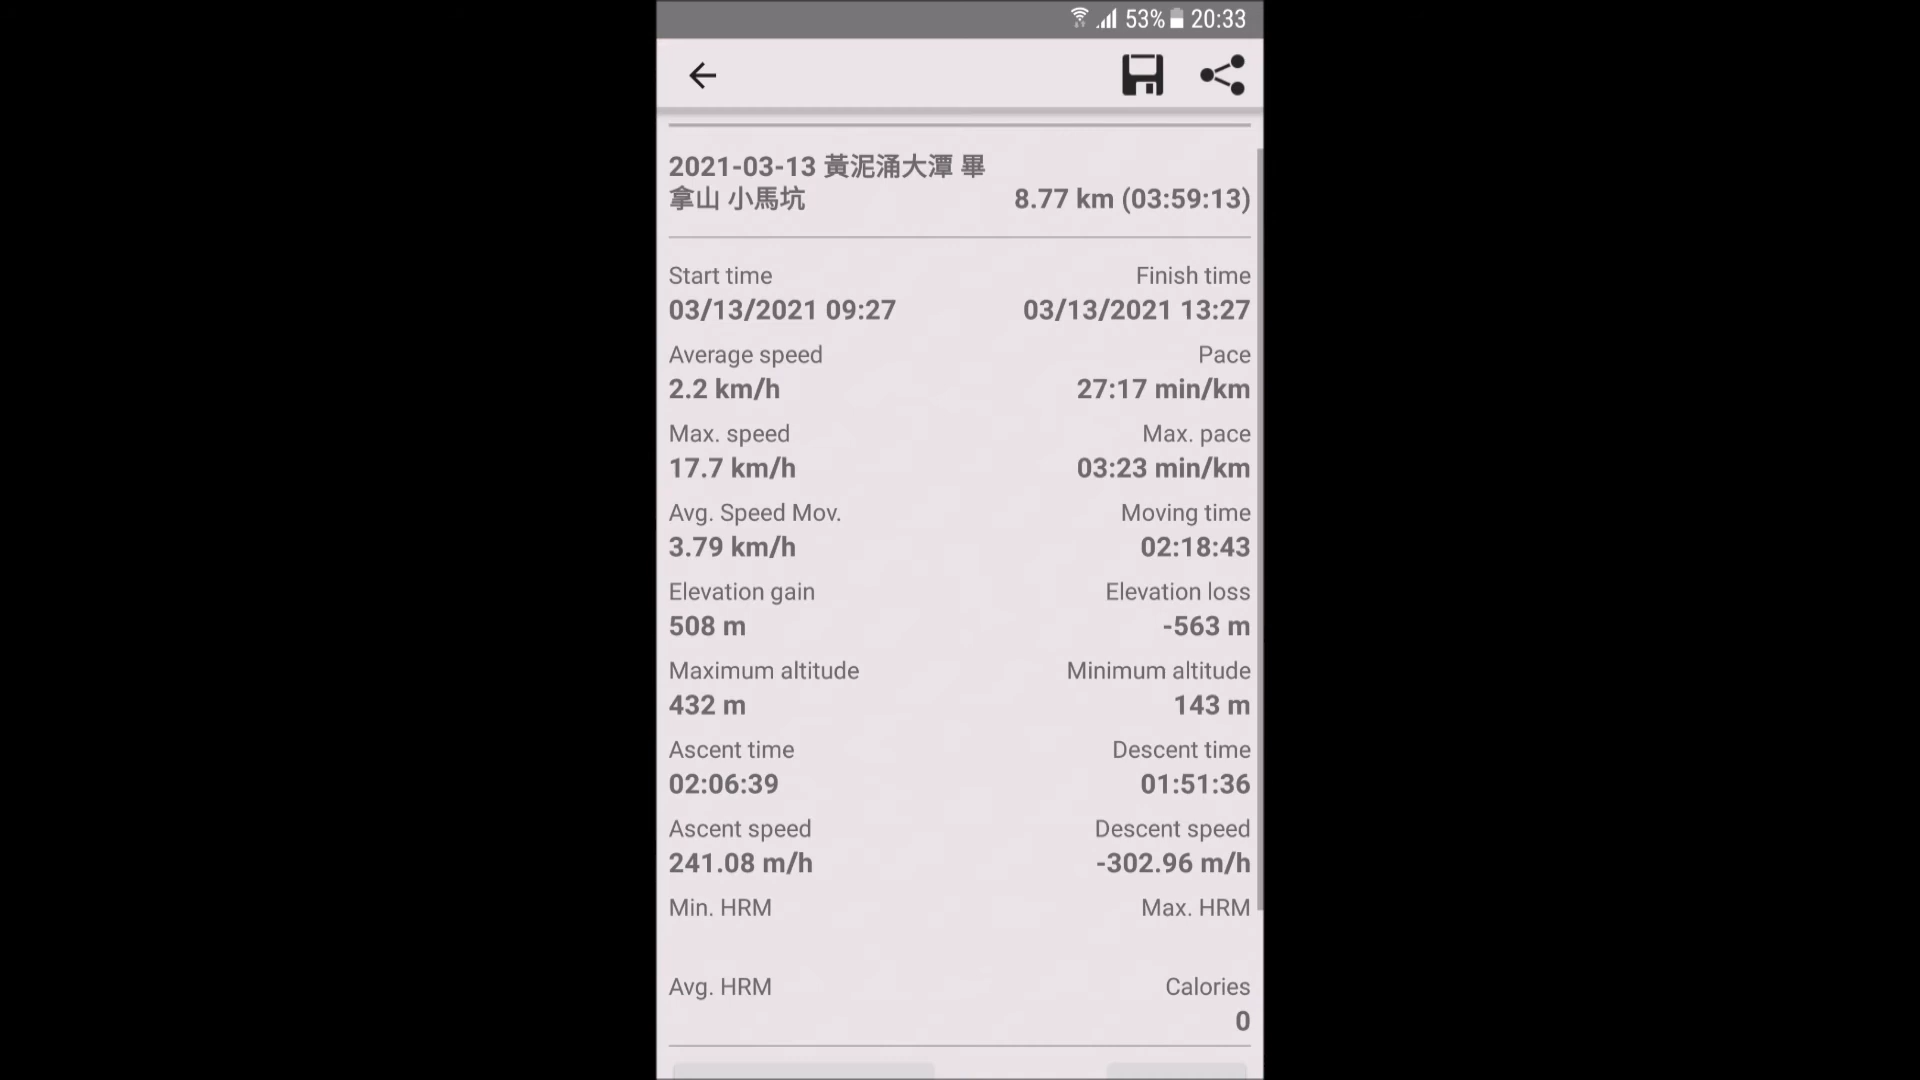 53% 20:33
2021-03-13 黃泥涌大潭 畢
拿山 小馬坑 8.77 km (03:59:13)
Start time Finish time
03/13/2021 09:27 03/13/2021 13:27
Average speed Pace
2.2 km/h 27:17 min/km
Max. speed Max. pace
17.7 km/h 03:23 min/km
Avg. Speed Mov. Moving time
3.79 km/h 02:18:43
Elevation gain Elevation loss
508 m -563 m
Maximum altitude Minimum altitude
432 m 143 m
Ascent time Descent time
02:06:39 01:51:36
Ascent speed Descent speed
241.08 m/h -302.96 m/h
Min. HRM Max. HRM
Avg. HRM Calories
0